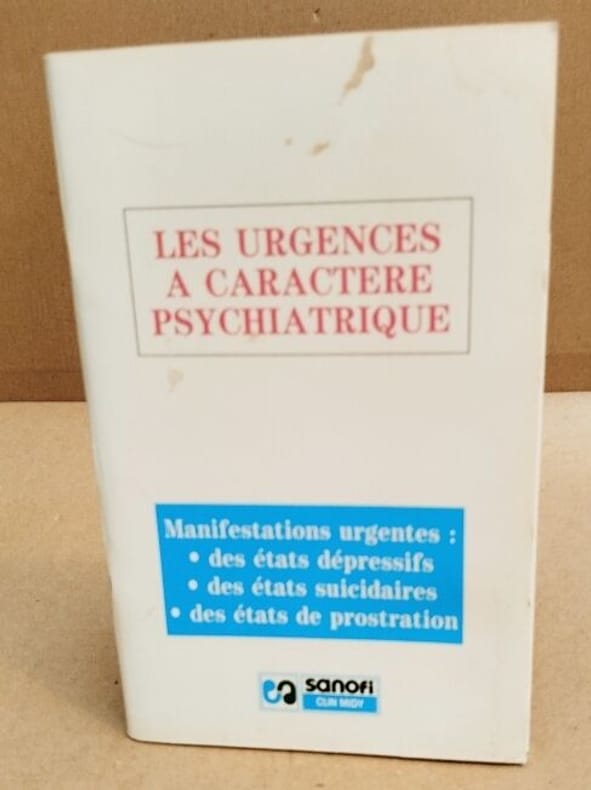 LES URGENCES
A CARACTERE
PSYCHIATRIQUE
Manifestations urgentes :
• des états dépressifs
• des états suicidaires
• des états de prostration
sanofi
CLIN MIDY